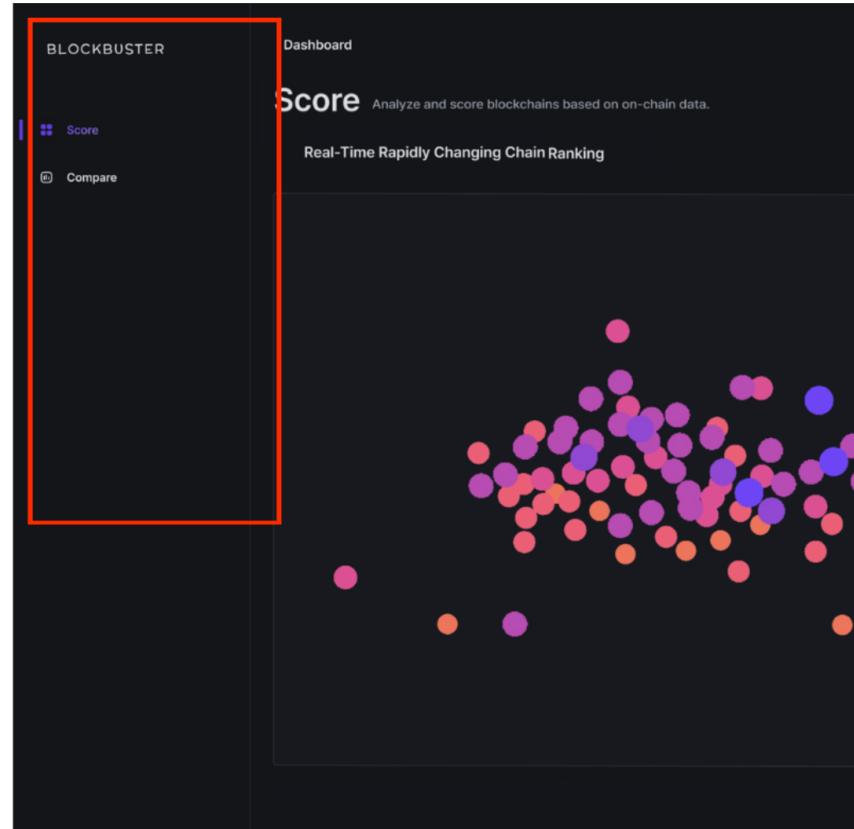 BLOCKBUSTER
Score
Compare
Dashboard
Score Analyze and score blockchains based on on-chain data.
Real-Time Rapidly Changing Chain Ranking